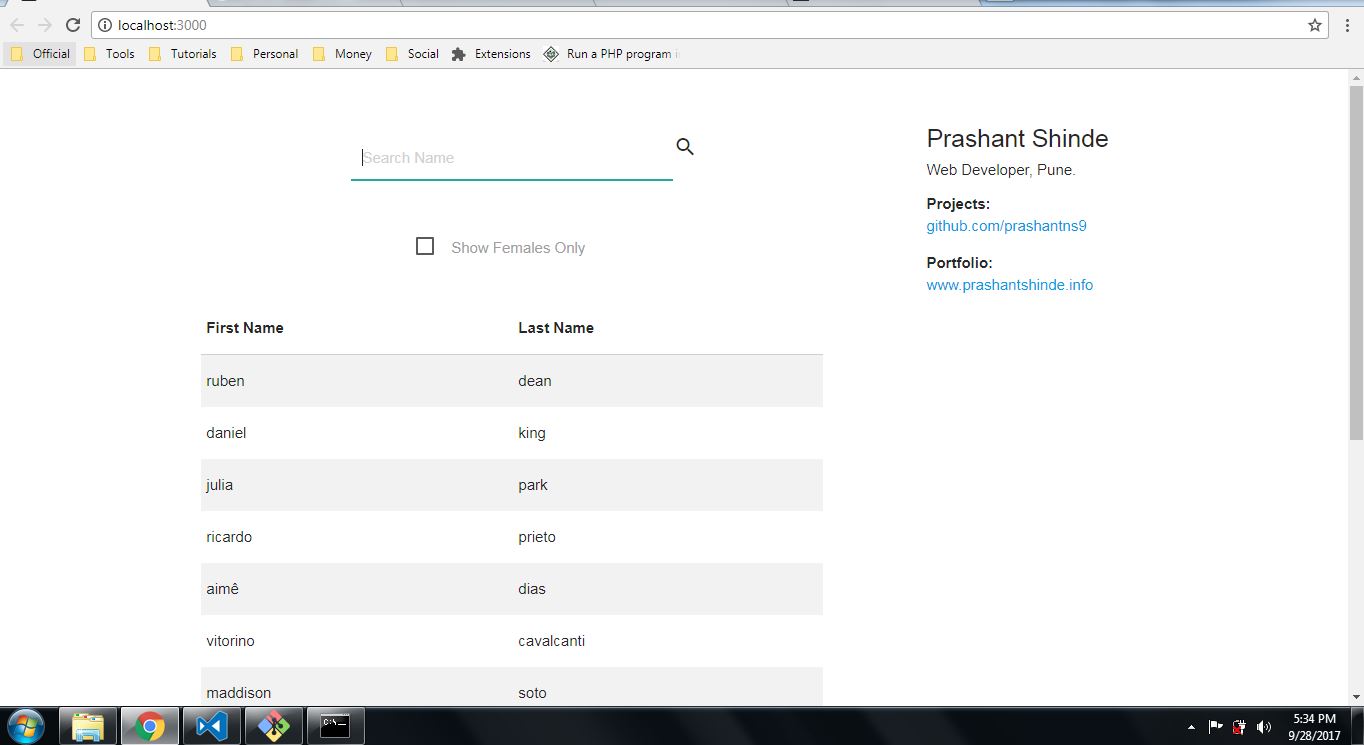 localhost:3000
Official Tools Tutorials Personal Money Social Extensions Run a PHP program
Search Name
Show Females Only
Prashant Shinde
Web Developer, Pune.
Projects:
github.com/prashantns9
Portfolio:
www.prashantshinde.info
First Name Last Name
ruben dean
daniel king
julia park
ricardo prieto
aimê dias
vitorino cavalcanti
maddison soto
C:\
5:34 PM
9/28/2017